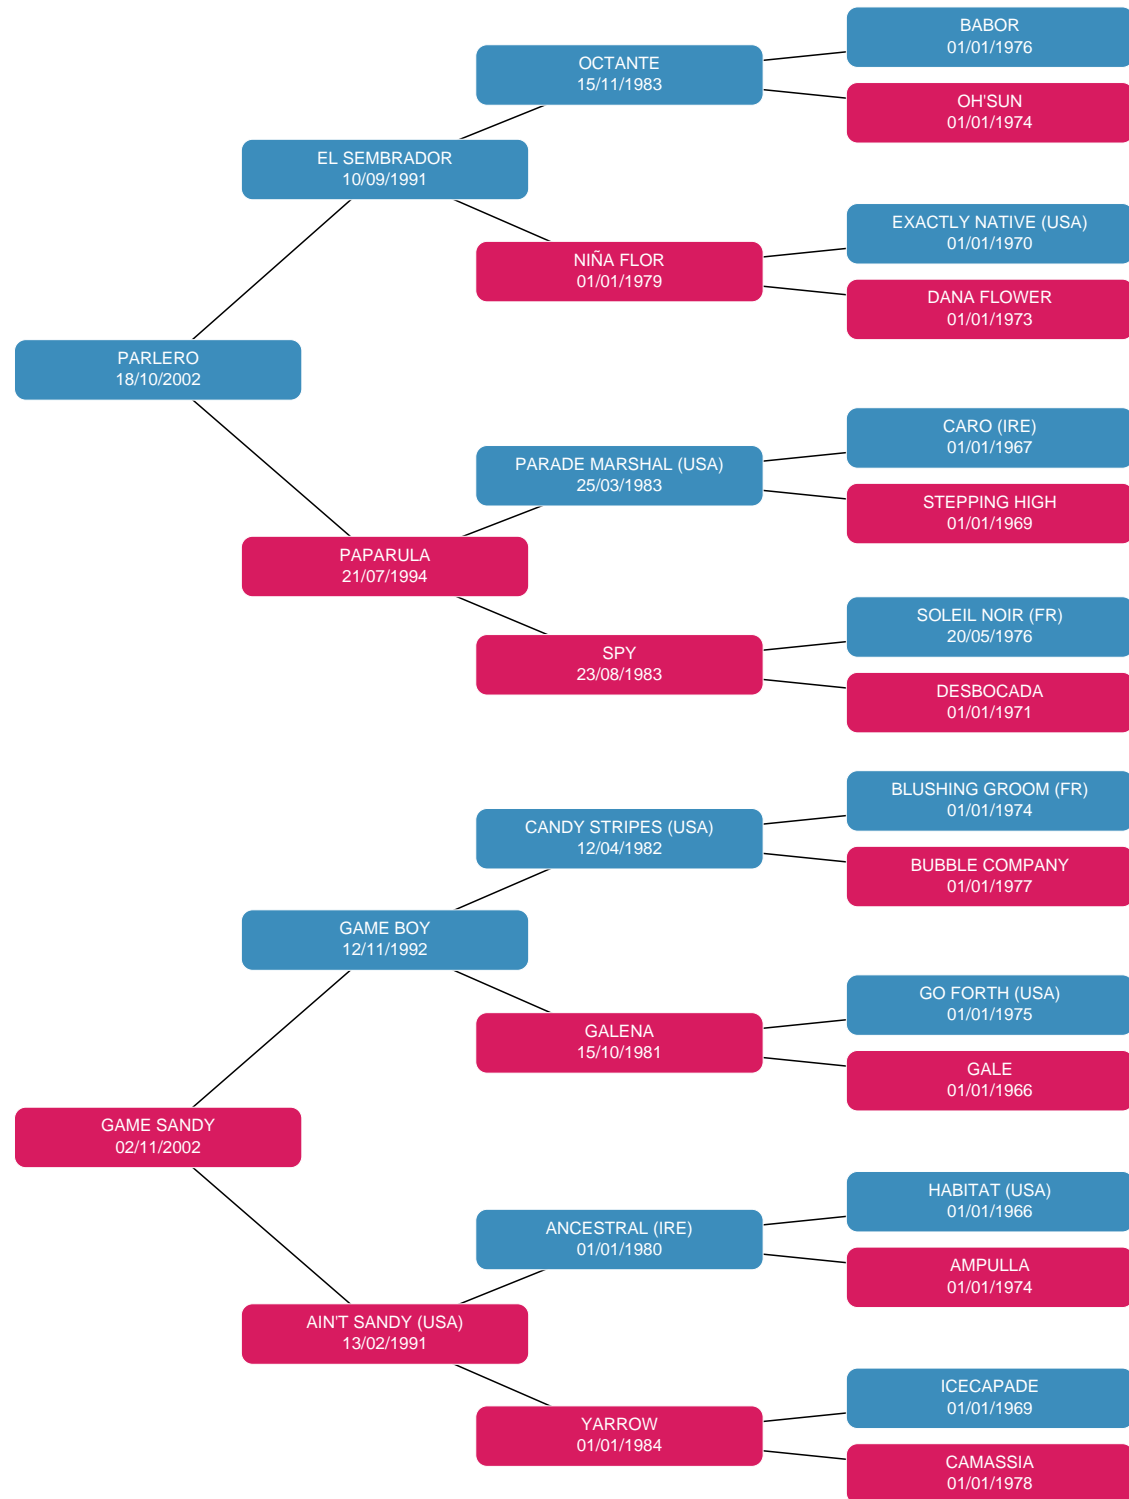 BABOR
01/01/1976
OCTANTE
15/11/1983
OH'SUN
01/01/1974
EL SEMBRADOR
10/09/1991
EXACTLY NATIVE (USA)
01/01/1970
NIÑA FLOR
01/01/1979
DANA FLOWER
01/01/1973
PARLERO
18/10/2002
CARO (IRE)
01/01/1967
PARADE MARSHAL (USA)
25/03/1983
STEPPING HIGH
01/01/1969
PAPARULA
21/07/1994
SOLEIL NOIR (FR)
20/05/1976
SPY
23/08/1983
DESBOCADA
01/01/1971
BLUSHING GROOM (FR)
01/01/1974
CANDY STRIPES (USA)
12/04/1982
BUBBLE COMPANY
01/01/1977
GAME BOY
12/11/1992
GO FORTH (USA)
01/01/1975
GALENA
15/10/1981
GALE
01/01/1966
GAME SANDY
02/11/2002
HABITAT (USA)
01/01/1966
ANCESTRAL (IRE)
01/01/1980
AMPULLA
01/01/1974
AIN'T SANDY (USA)
13/02/1991
ICECAPADE
01/01/1969
YARROW
01/01/1984
CAMASSIA
01/01/1978